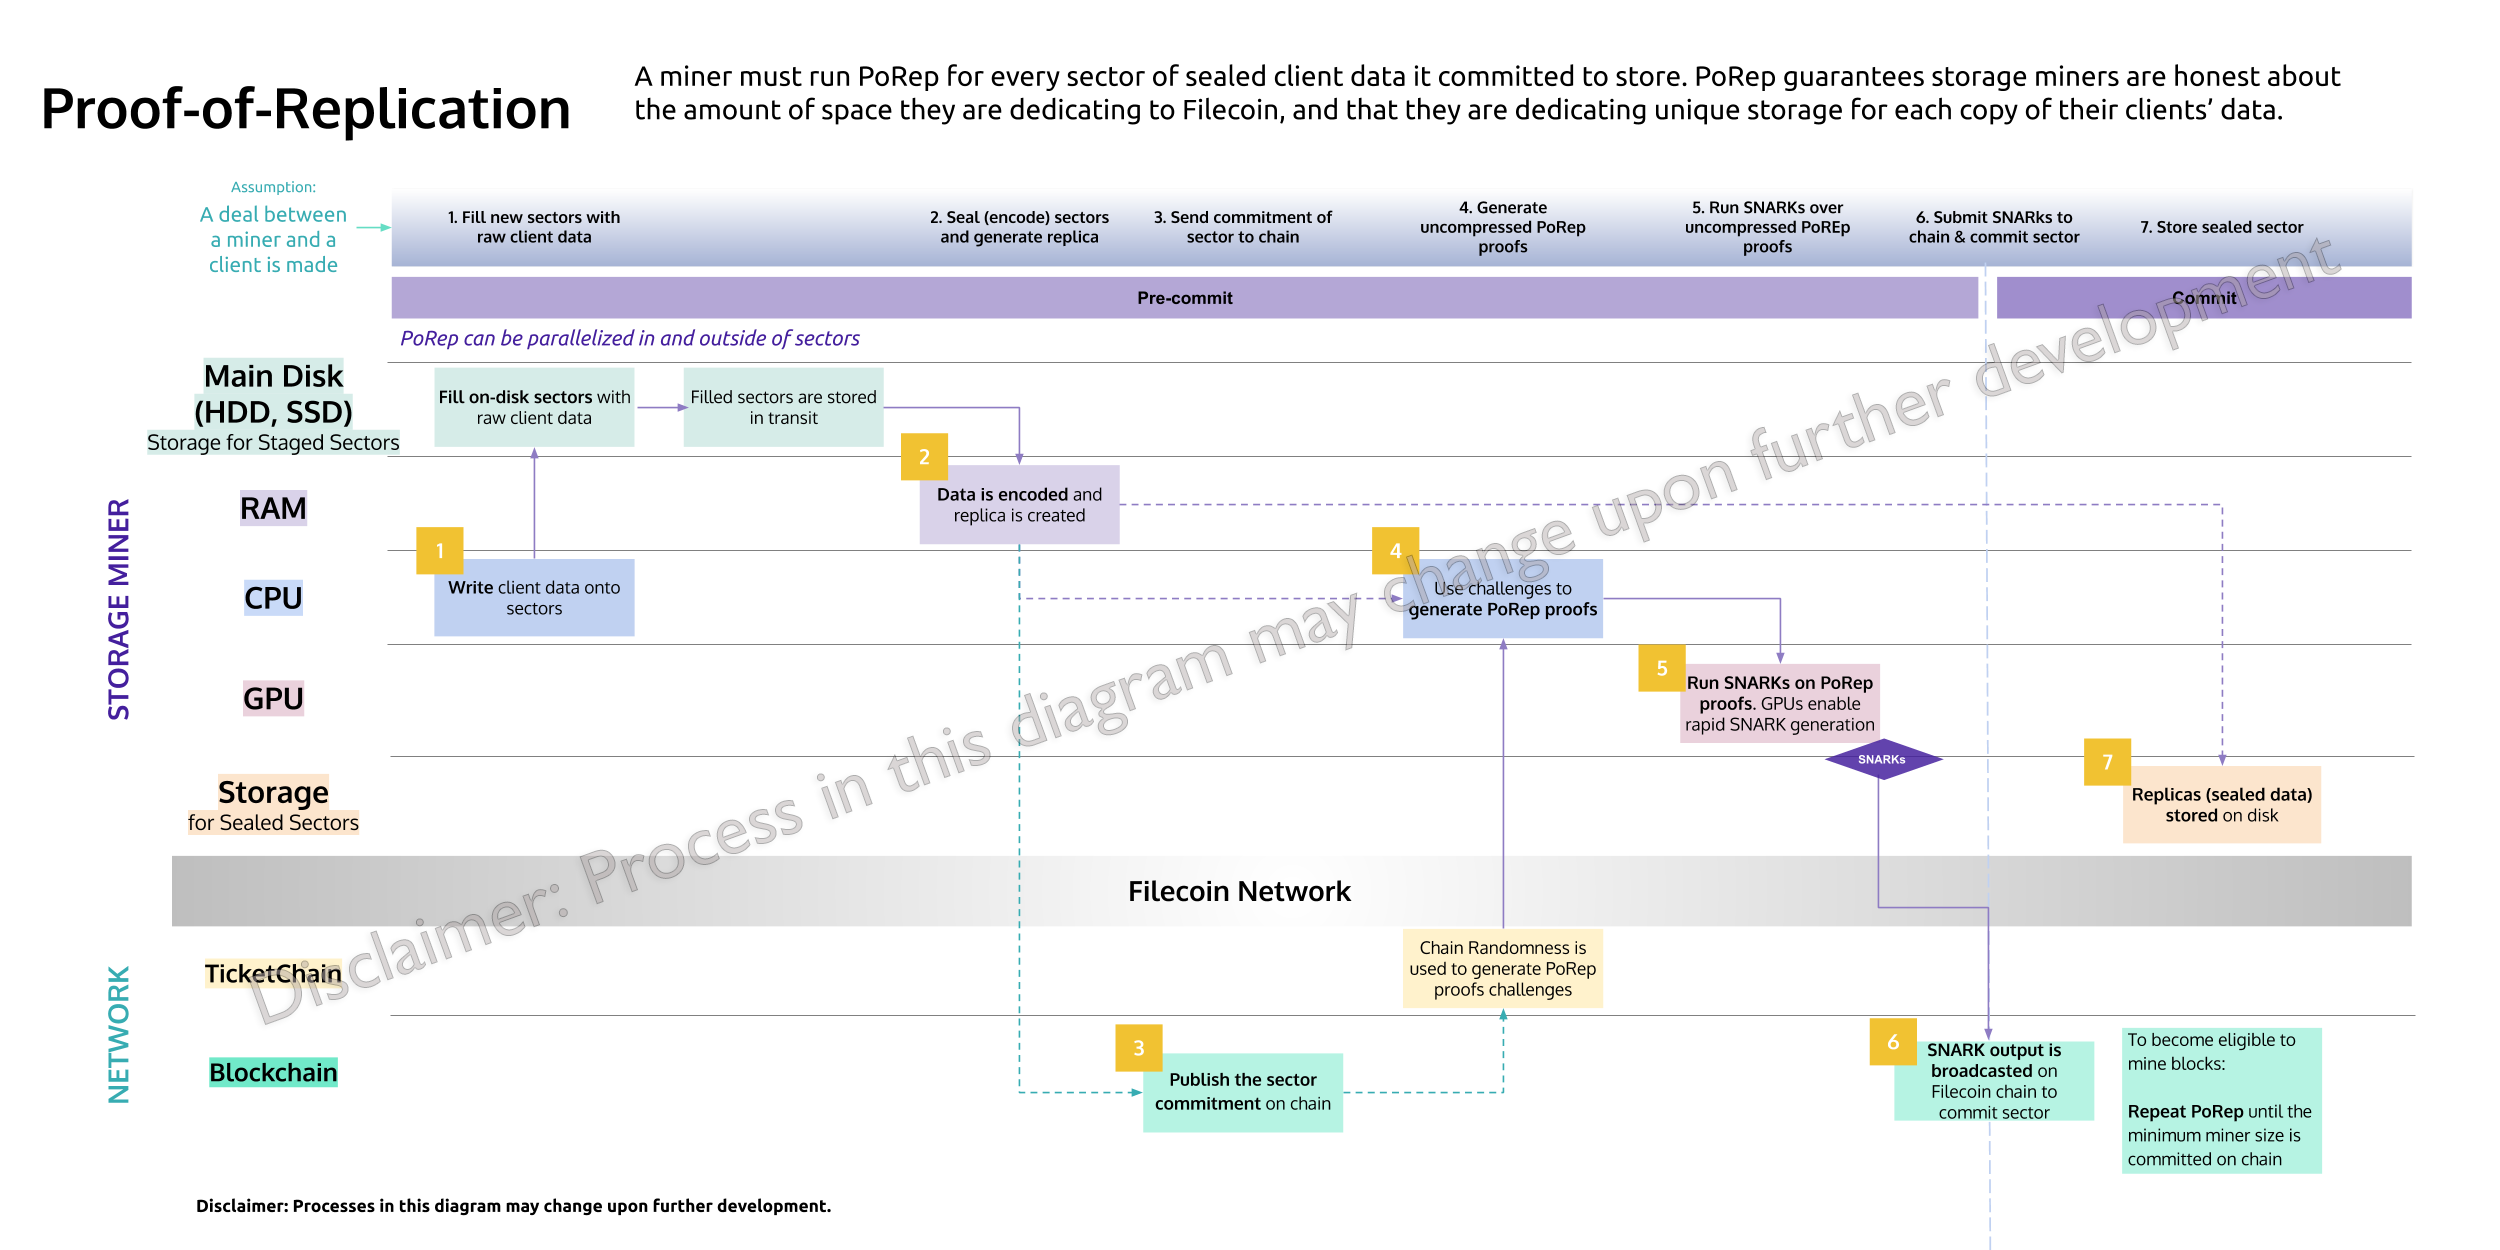 Proof-of-Replication
A miner must run PoRep for every sector of sealed client data it committed to store. PoRep guarantees storage miners are honest about
the amount of space they are dedicating to Filecoin, and that they are dedicating unique storage for each copy of their clients’ data.
Assumption:
A deal between
a miner and a
client is made
1. Fill new sectors with
raw client data
2. Seal (encode) sectors
and generate replica
3. Send commitment of
sector to chain
4. Generate
uncompressed PoRep
proofs
5. Run SNARKs over
uncompressed PoREp
proofs
6. Submit SNARks to
chain & commit sector
7. Store sealed sector
Pre-commit
Commit
PoRep can be parallelized in and outside of sectors
STORAGE MINER
Main Disk
(HDD, SSD)
Storage for Staged Sectors
Fill on-disk sectors with
raw client data
Filled sectors are stored
in transit
RAM
2
Data is encoded and
replica is created
CPU
1
Write client data onto
sectors
4
Use challenges to
generate PoRep proofs
GPU
5
Run SNARKs on PoRep
proofs. GPUs enable
rapid SNARK generation
SNARKs
Storage
for Sealed Sectors
7
Replicas (sealed data)
stored on disk
Filecoin Network
NETWORK
TicketChain
Chain Randomness is
used to generate PoRep
proofs challenges
Blockchain
3
Publish the sector
commitment on chain
6
SNARK output is
broadcasted on
Filecoin chain to
commit sector
To become eligible to
mine blocks:
Repeat PoRep until the
minimum miner size is
committed on chain
Disclaimer: Process in this diagram may change upon further development
Disclaimer: Processes in this diagram may change upon further development.